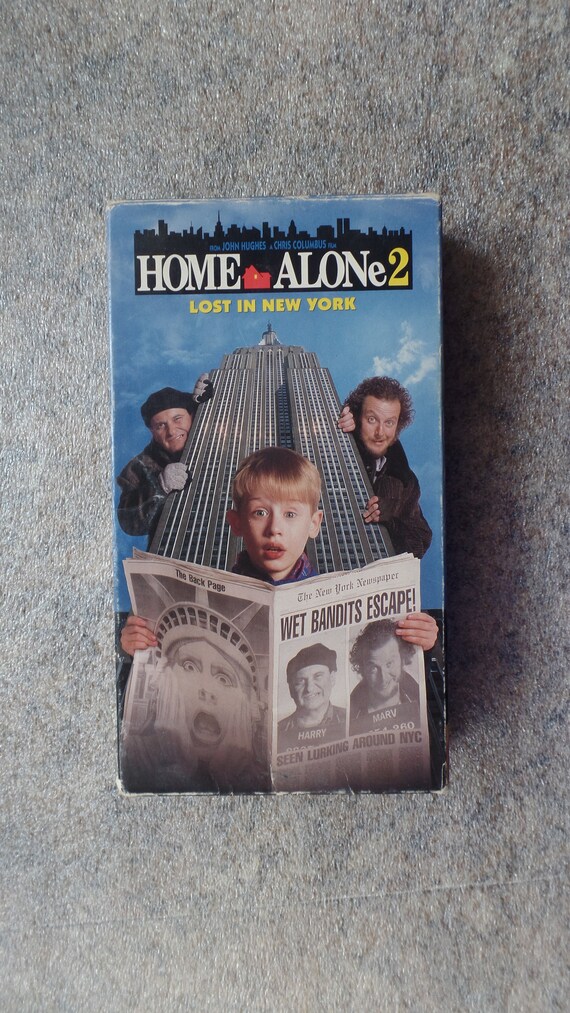 FROM JOHN HUGHES A CHRIS COLUMBUS FILM
HOME ALONe 2
LOST IN NEW YORK
The Back Page
The New York Newspaper
WET BANDITS ESCAPE!
HARRY
MARV
SEEN LURKING AROUND NYC